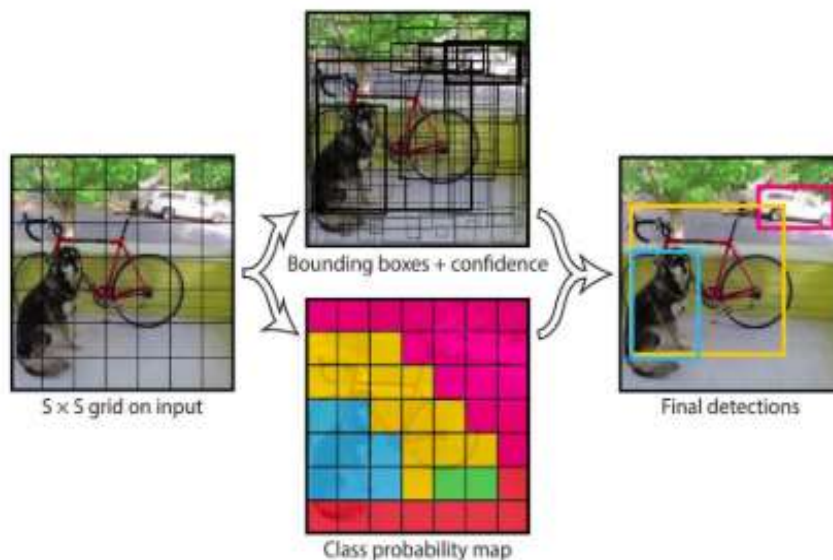 S × S grid on input
Bounding boxes + confidence
Class probability map
Final detections